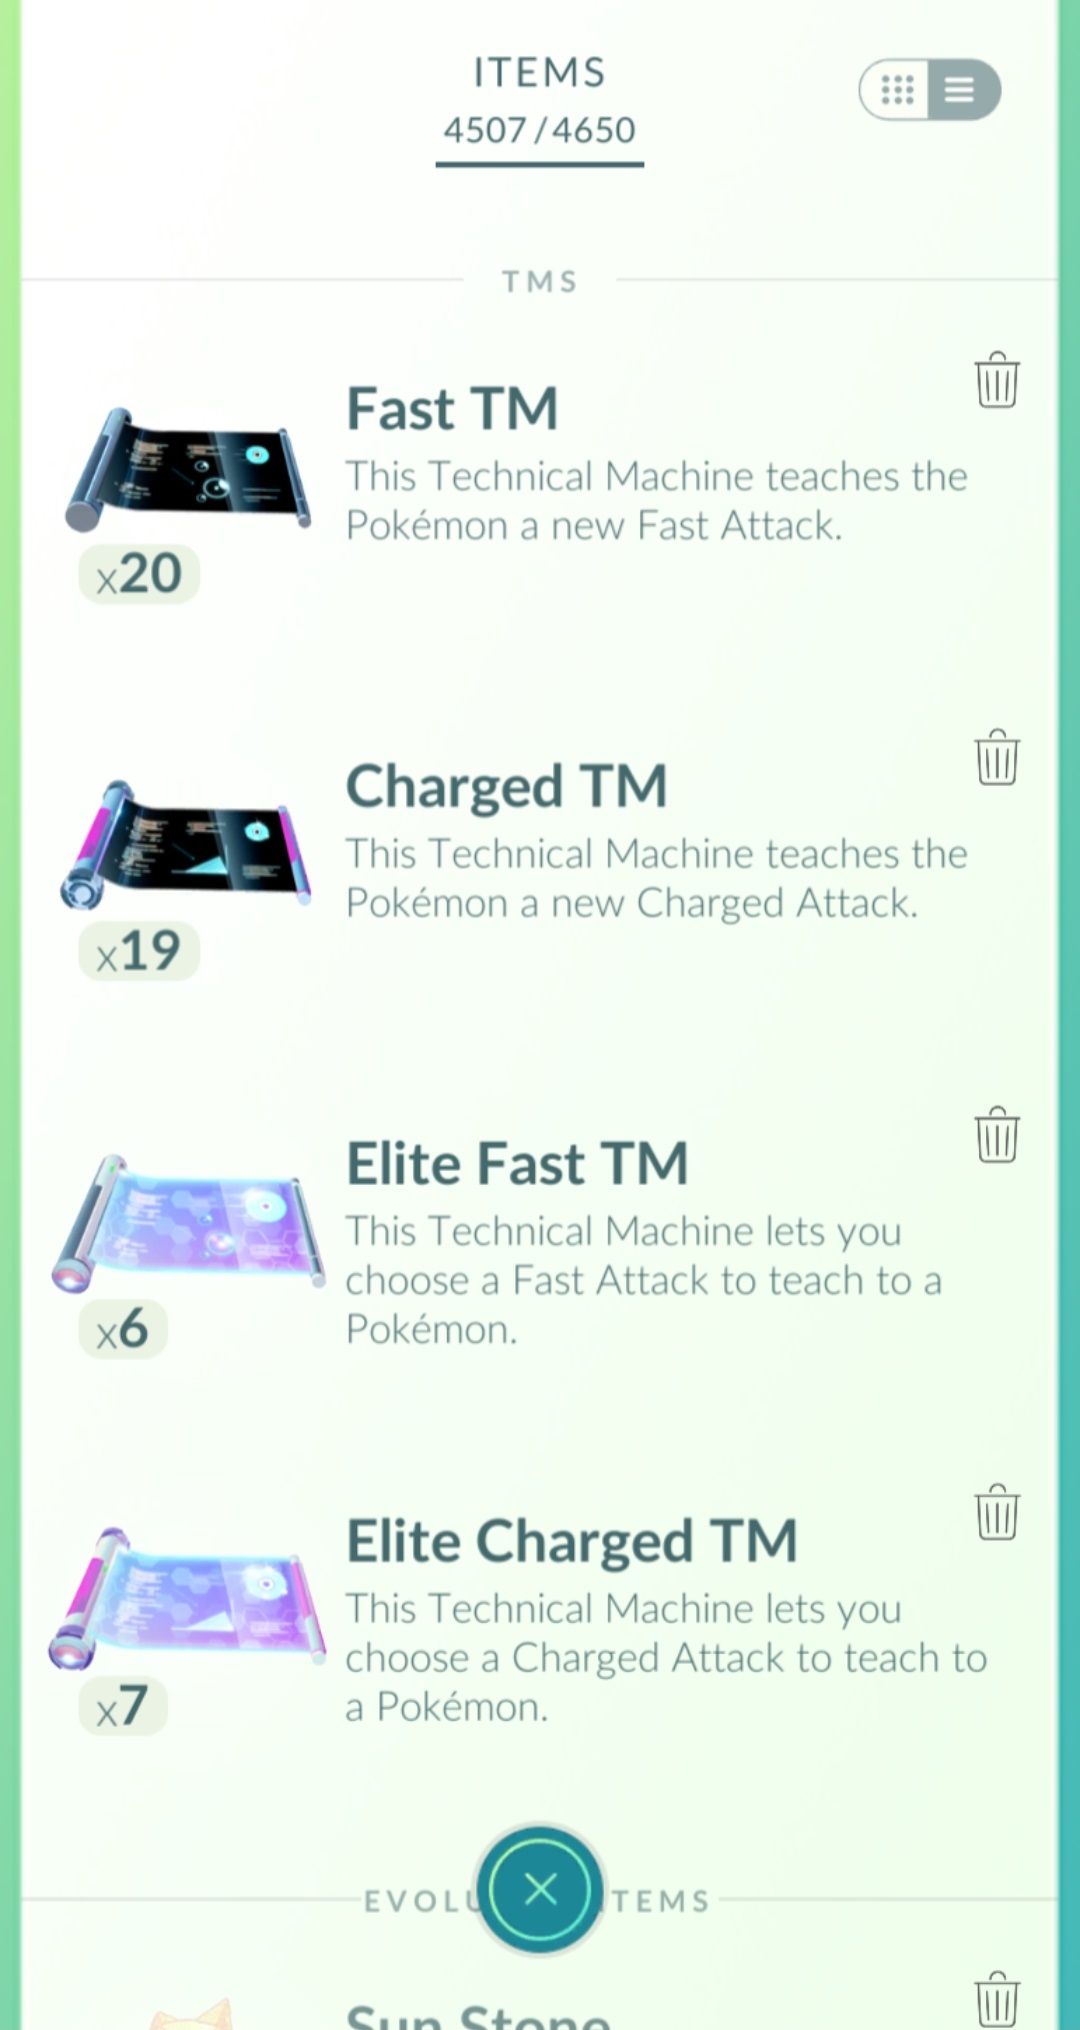 ITEMS
4507/4650
TMS
Fast TM
This Technical Machine teaches the
Pokémon a new Fast Attack.
x20
Charged TM
This Technical Machine teaches the
Pokémon a new Charged Attack.
x19
Elite Fast TM
This Technical Machine lets you
choose a Fast Attack to teach to a
Pokémon.
x6
Elite Charged TM
This Technical Machine lets you
choose a Charged Attack to teach to
a Pokémon.
x7
Sun Stone